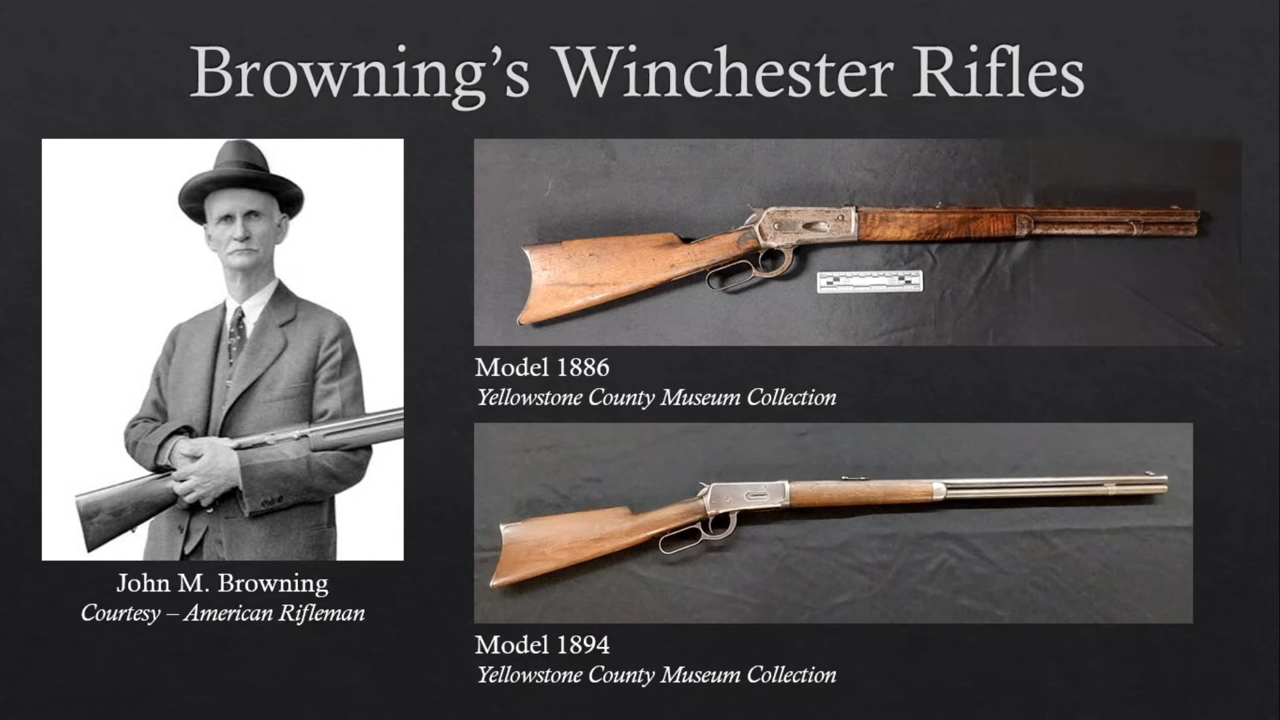 Browning’s Winchester Rifles
John M. Browning
Courtesy – American Rifleman
Model 1886
Yellowstone County Museum Collection
Model 1894
Yellowstone County Museum Collection